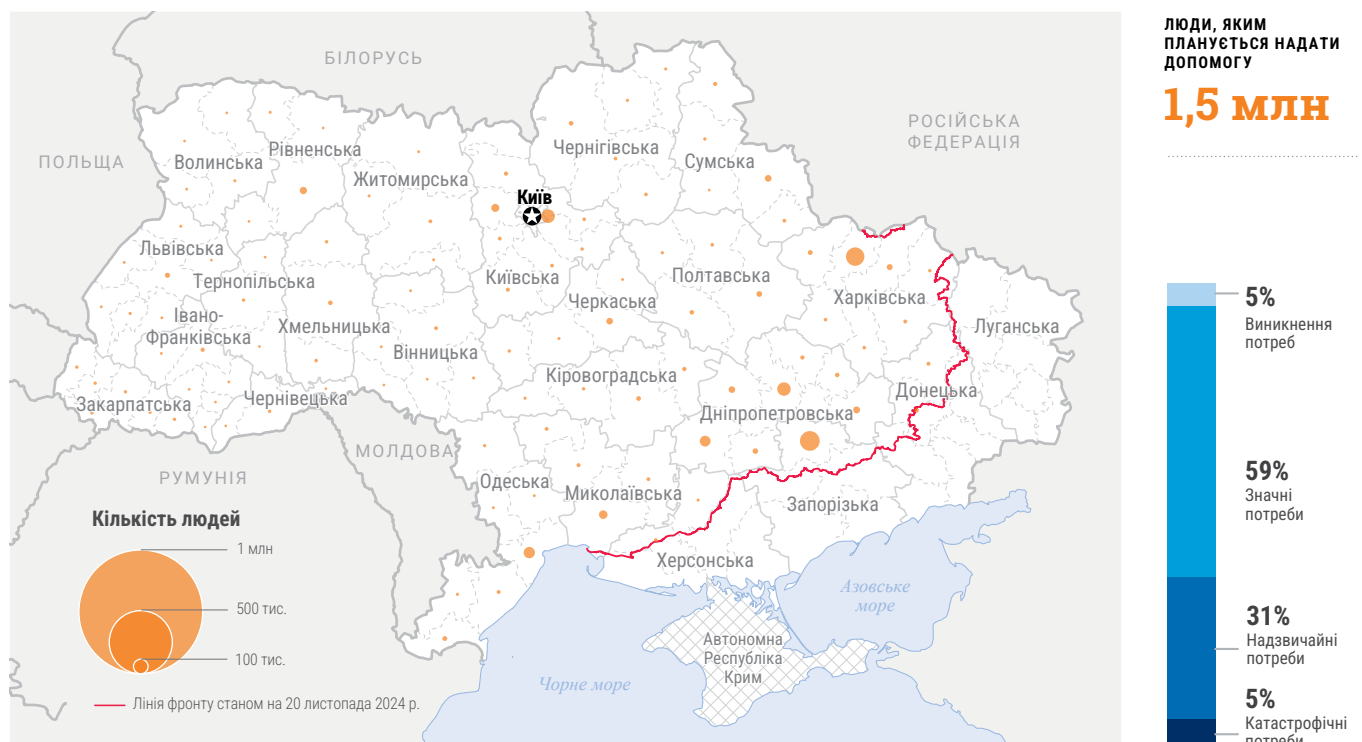 БІЛОРУСЬ
ПОЛЬЩА
РОСІЙСЬКА
ФЕДЕРАЦІЯ
Волинська
Рівненська
Житомирська
Чернігівська
Сумська
Київ
Львівська
Тернопільська
Івано-
Франківська
Хмельницька
Вінницька
Київська
Черкаська
Полтавська
Харківська
Луганська
Закарпатська
Чернівецька
Кіровоградська
Дніпропетровська
Донецька
МОЛДОВА
РУМУНІЯ
Одеська
Миколаївська
Запорізька
Херсонська
Азовське
море
Автономна
Республіка
Крим
Чорне море
Кількість людей
1 млн
500 тис.
100 тис.
Лінія фронту станом на 20 листопада 2024 р.
ЛЮДИ, ЯКИМ
ПЛАНУЄТЬСЯ НАДАТИ
ДОПОМОГУ
1,5 млн
5%
Виникнення
потреб
59%
Значні
потреби
31%
Надзвичайні
потреби
5%
Катастрофічні
потреби